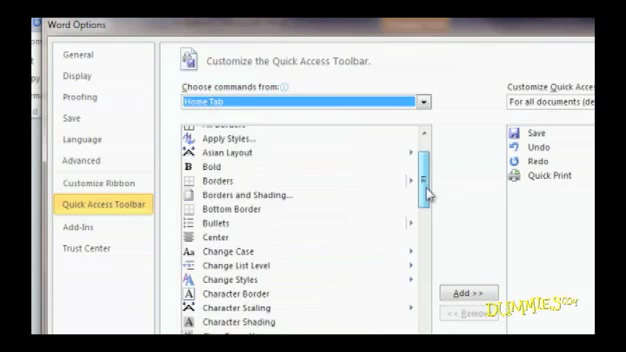 Word Options
General
Display
Proofing
Save
Language
Advanced
Customize Ribbon
Quick Access Toolbar
Add-Ins
Trust Center
Customize the Quick Access Toolbar.
Choose commands from:
Home Tab
All Borders
Apply Styles...
Asian Layout
Bold
Borders
Borders and Shading...
Bottom Border
Bullets
Center
Change Case
Change List Level
Change Styles
Character Border
Character Scaling
Character Shading
Add >>
<< Remov
Customize Quick Acce
For all documents (de
Save
Undo
Redo
Quick Print
DUMMIES.COM